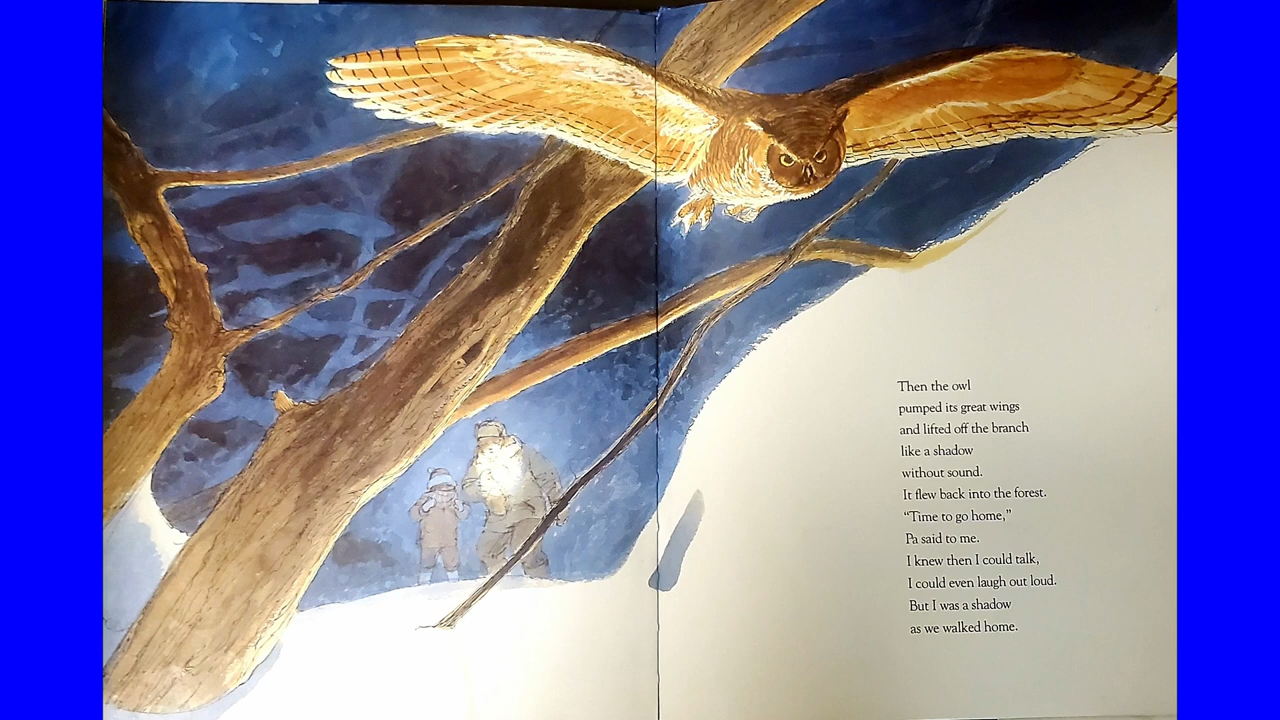 Then the owl
pumped its great wings
and lifted off the branch
like a shadow
without sound.
It flew back into the forest.
“Time to go home,”
Pa said to me.
I knew then I could talk,
I could even laugh out loud.
But I was a shadow
as we walked home.